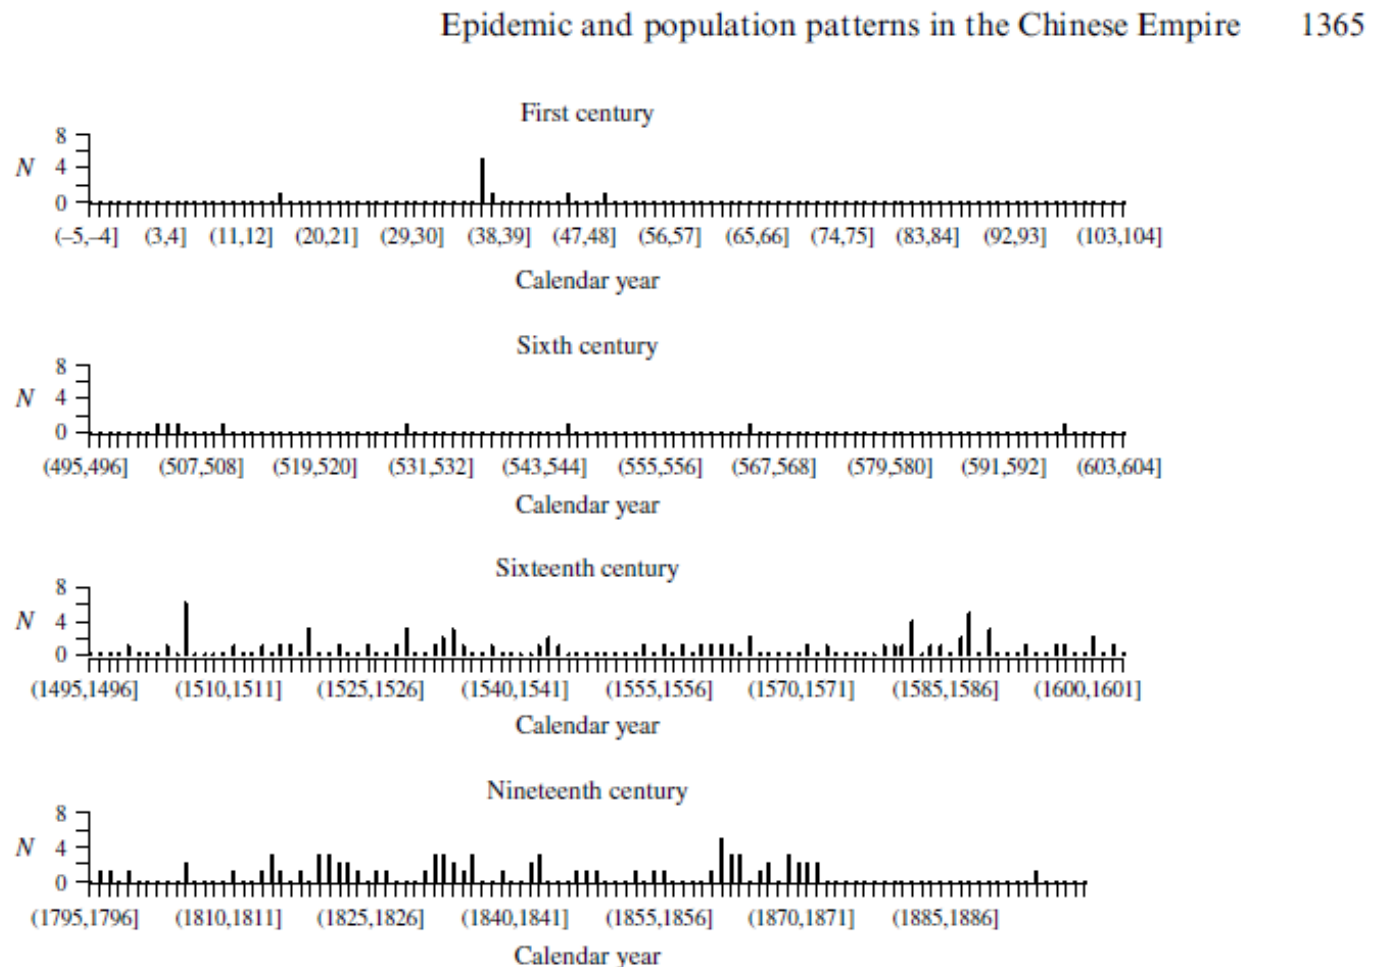 Epidemic and population patterns in the Chinese Empire 1365
First century
8
N 4
0
(–5,–4] (3,4] (11,12] (20,21] (29,30] (38,39] (47,48] (56,57] (65,66] (74,75] (83,84] (92,93] (103,104]
Calendar year
Sixth century
8
N 4
0
(495,496] (507,508] (519,520] (531,532] (543,544] (555,556] (567,568] (579,580] (591,592] (603,604]
Calendar year
Sixteenth century
8
N 4
0
(1495,1496] (1510,1511] (1525,1526] (1540,1541] (1555,1556] (1570,1571] (1585,1586] (1600,1601]
Calendar year
Nineteenth century
8
N 4
0
(1795,1796] (1810,1811] (1825,1826] (1840,1841] (1855,1856] (1870,1871] (1885,1886]
Calendar year